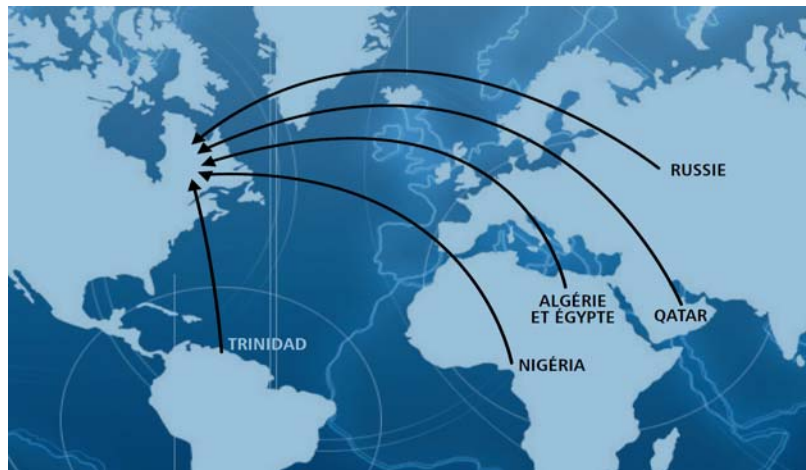 RUSSIE
ALGÉRIE
ET ÉGYPTE
QATAR
TRINIDAD
NIGÉRIA